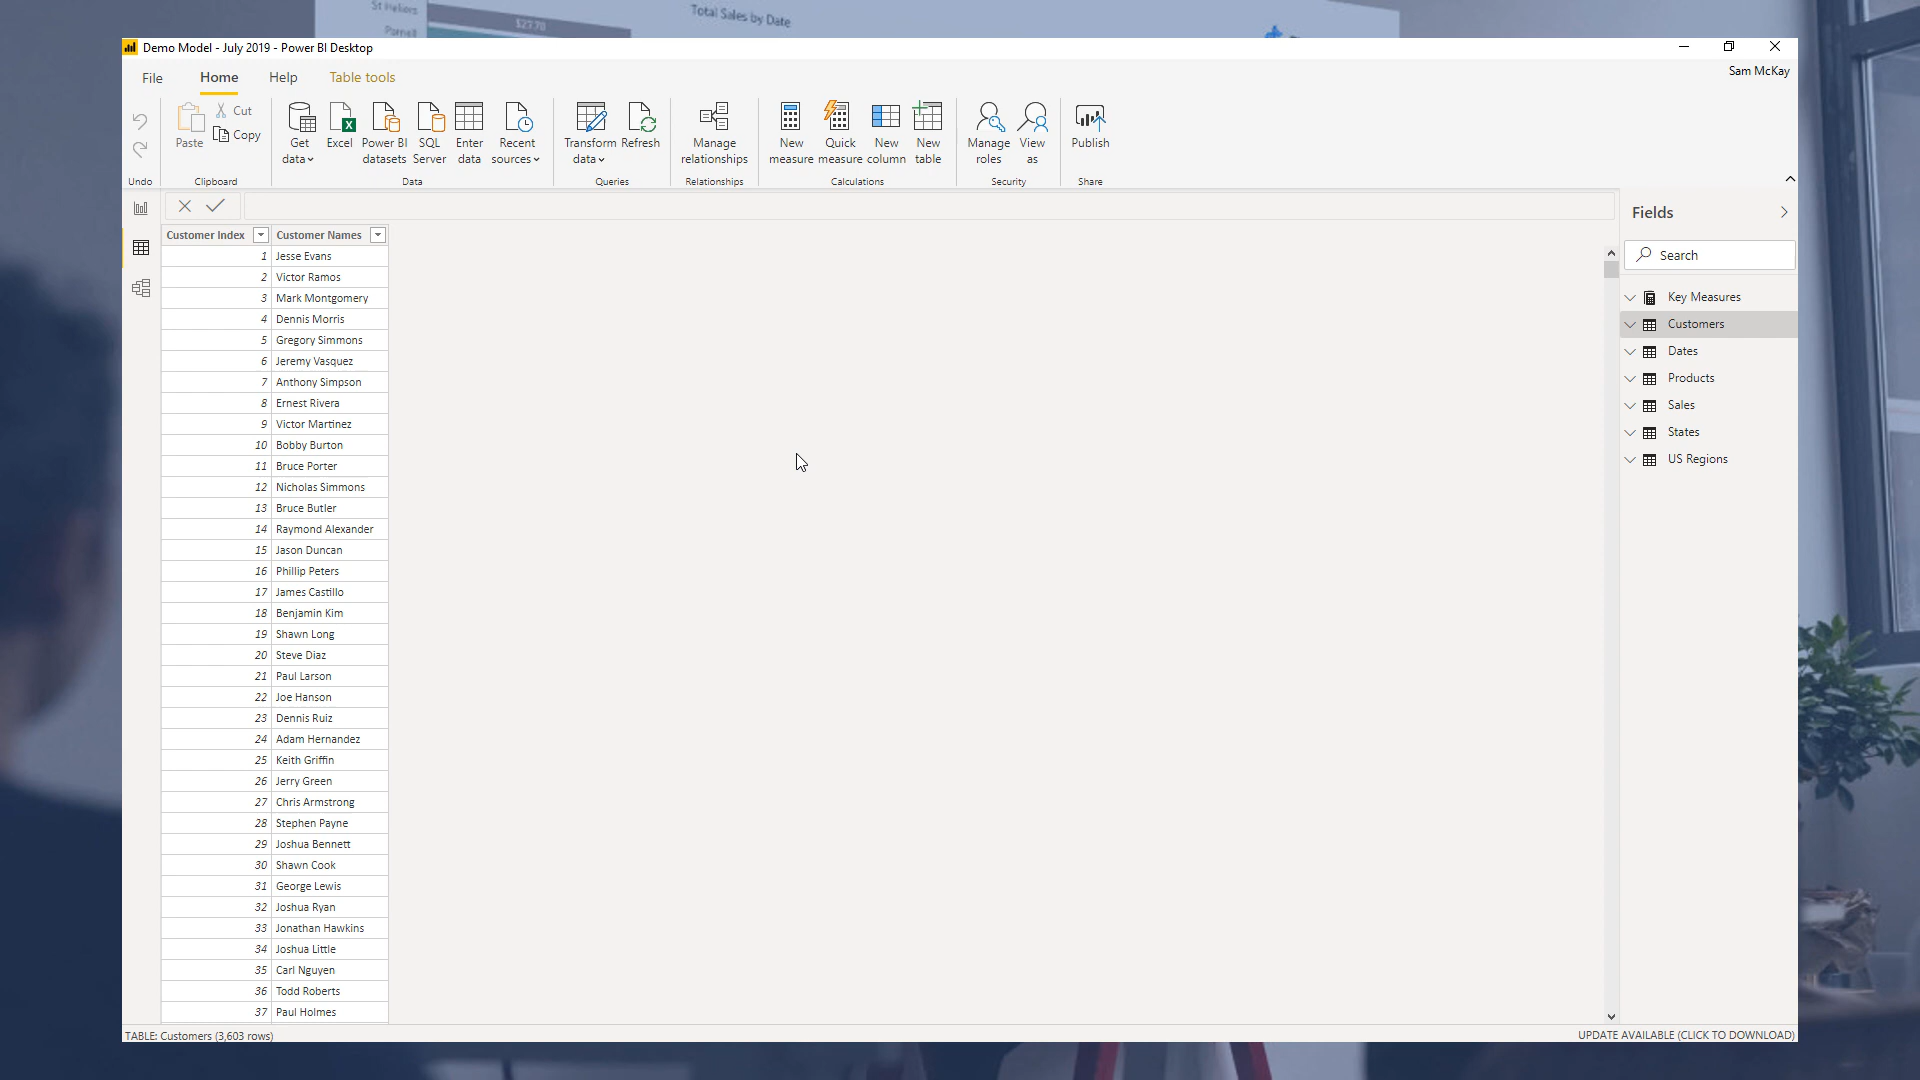 St Heliers
$27.70
Parnell
Total Sales by Date
Demo Model - July 2019 - Power BI Desktop
File
Home
Help
Table tools
Sam McKay
Paste
Cut
Copy
Get data
Excel
Power BI datasets
SQL Server
Enter data
Recent sources
Transform data
Refresh
Manage relationships
New measure
Quick measure
New column
New table
Manage roles
View as
Publish
Undo
Clipboard
Data
Queries
Relationships
Calculations
Security
Share
Fields
Search
Key Measures
Customers
Dates
Products
Sales
States
US Regions
Customer Index Customer Names
1 Jesse Evans
2 Victor Ramos
3 Mark Montgomery
4 Dennis Morris
5 Gregory Simmons
6 Jeremy Vasquez
7 Anthony Simpson
8 Ernest Rivera
9 Victor Martinez
10 Bobby Burton
11 Bruce Porter
12 Nicholas Simmons
13 Bruce Butler
14 Raymond Alexander
15 Jason Duncan
16 Phillip Peters
17 James Castillo
18 Benjamin Kim
19 Shawn Long
20 Steve Diaz
21 Paul Larson
22 Joe Hanson
23 Dennis Ruiz
24 Adam Hernandez
25 Keith Griffin
26 Jerry Green
27 Chris Armstrong
28 Stephen Payne
29 Joshua Bennett
30 Shawn Cook
31 George Lewis
32 Joshua Ryan
33 Jonathan Hawkins
34 Joshua Little
35 Carl Nguyen
36 Todd Roberts
37 Paul Holmes
TABLE: Customers (3,603 rows)
UPDATE AVAILABLE (CLICK TO DOWNLOAD)